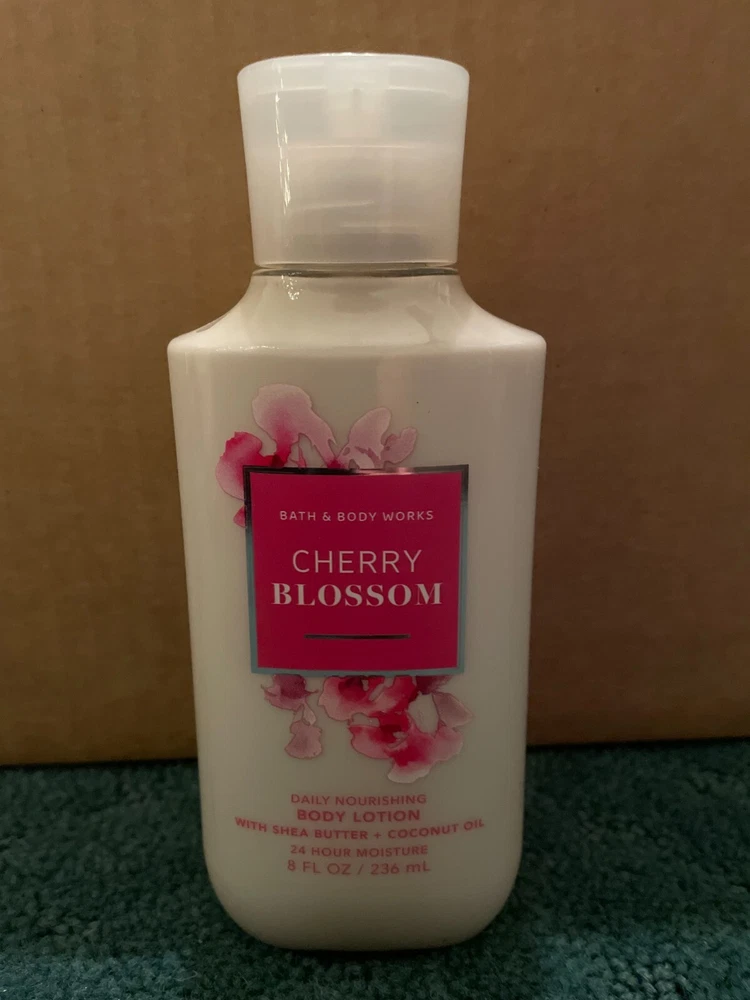 BATH & BODY WORKS
CHERRY
BLOSSOM
DAILY NOURISHING
BODY LOTION
WITH SHEA BUTTER + COCONUT OIL
24 HOUR MOISTURE
8 FL OZ / 236 mL